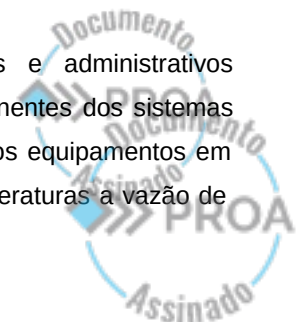 Documento
s e administrativos
nentes dos sistemas
PROA
Documento
os equipamentos em
Assinado
eraturas a vazão de
PROA
Assinado